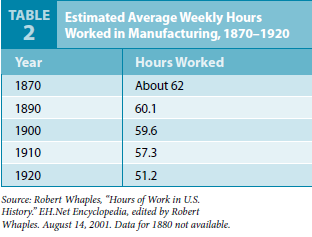 TABLE
2
Estimated Average Weekly Hours
Worked in Manufacturing, 1870–1920
Year Hours Worked
1870 About 62
1890 60.1
1900 59.6
1910 57.3
1920 51.2
Source: Robert Whaples, "Hours of Work in U.S.
History." EH.Net Encyclopedia, edited by Robert
Whaples. August 14, 2001. Data for 1880 not available.